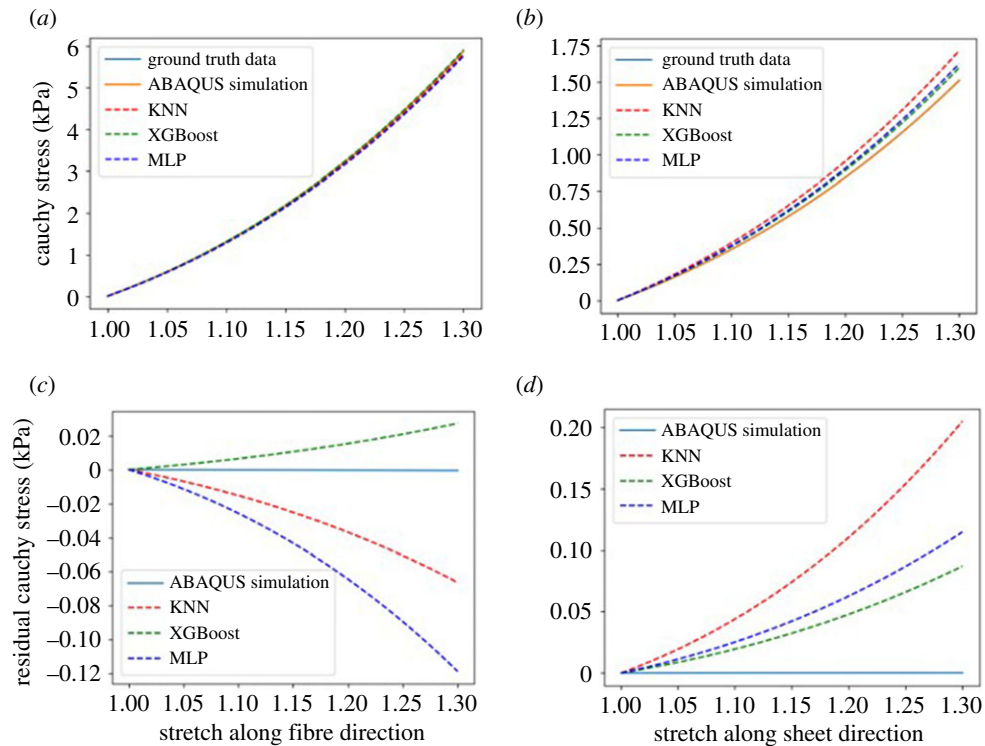 (a)
cauchy stress (kPa)
6
5
4
3
2
1
0
ground truth data
ABAQUS simulation
KNN
XGBoost
MLP
1.00 1.05 1.10 1.15 1.20 1.25 1.30
(b)
1.75
1.50
1.25
1.00
0.75
0.50
0.25
0
ground truth data
ABAQUS simulation
KNN
XGBoost
MLP
1.00 1.05 1.10 1.15 1.20 1.25 1.30
(c)
residual cauchy stress (kPa)
0.02
0
–0.02
–0.04
–0.06
–0.08
–0.10
–0.12
ABAQUS simulation
KNN
XGBoost
MLP
1.00 1.05 1.10 1.15 1.20 1.25 1.30
stretch along fibre direction
(d)
0.20
0.15
0.10
0.05
0
ABAQUS simulation
KNN
XGBoost
MLP
1.00 1.05 1.10 1.15 1.20 1.25 1.30
stretch along sheet direction